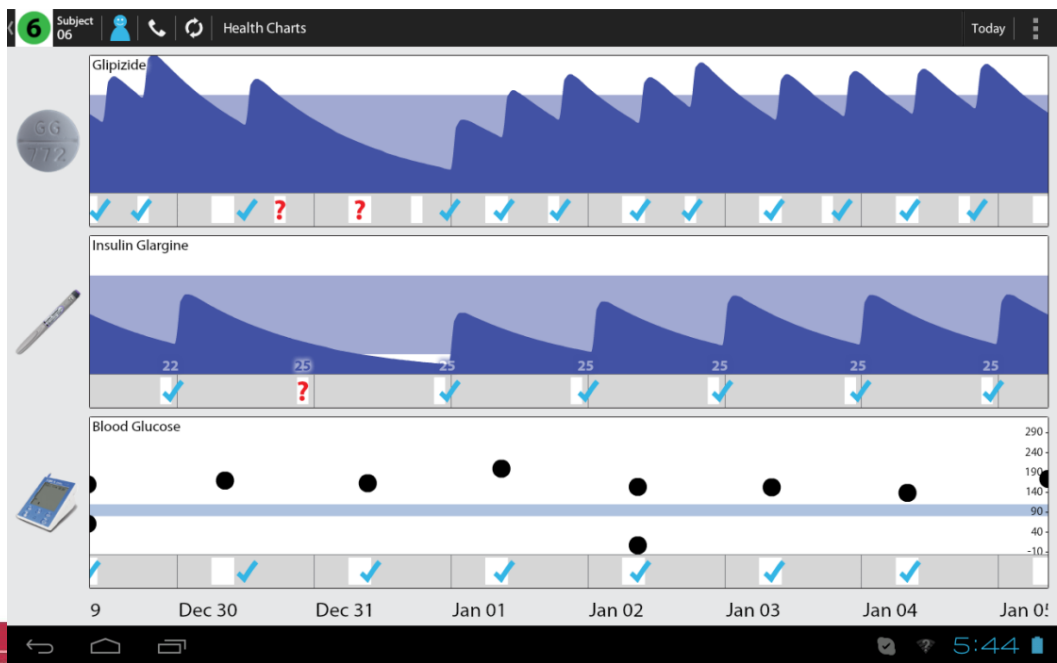 6 Subject 06 Health Charts Today
Glipizide
GG
772
? ?
Insulin Glargine
22 25 25 25 25 25 25
?
Blood Glucose
290
240
190
140
90
40
-10
9 Dec 30 Dec 31 Jan 01 Jan 02 Jan 03 Jan 04 Jan 05
5:44